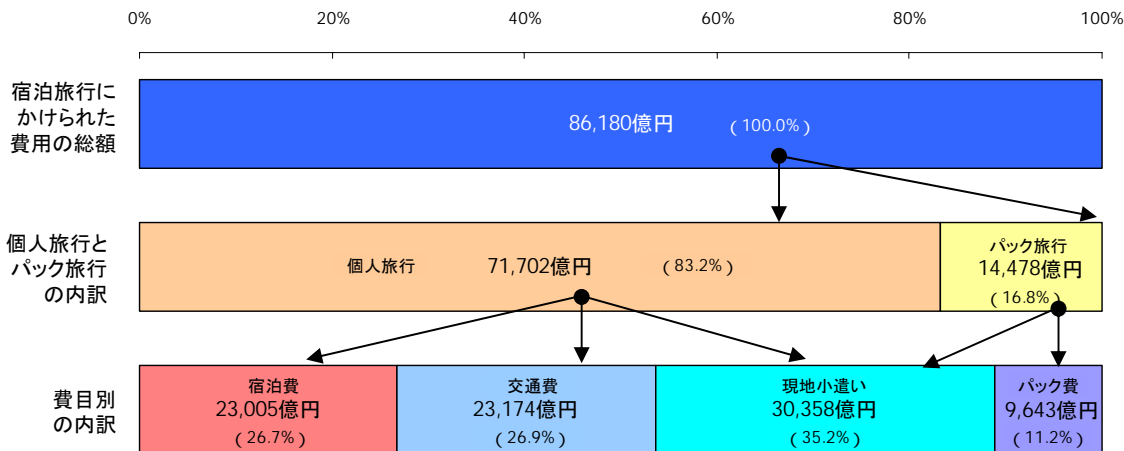 0% 20% 40% 60% 80% 100%
宿泊旅行に
かけられた
費用の総額
86,180億円 (100.0%)
個人旅行と
パック旅行
の内訳
個人旅行 71,702億円 (83.2%)
パック旅行
14,478億円
(16.8%)
費目別
の内訳
宿泊費
23,005億円
(26.7%)
交通費
23,174億円
(26.9%)
現地小遣い
30,358億円
(35.2%)
パック費
9,643億円
(11.2%)